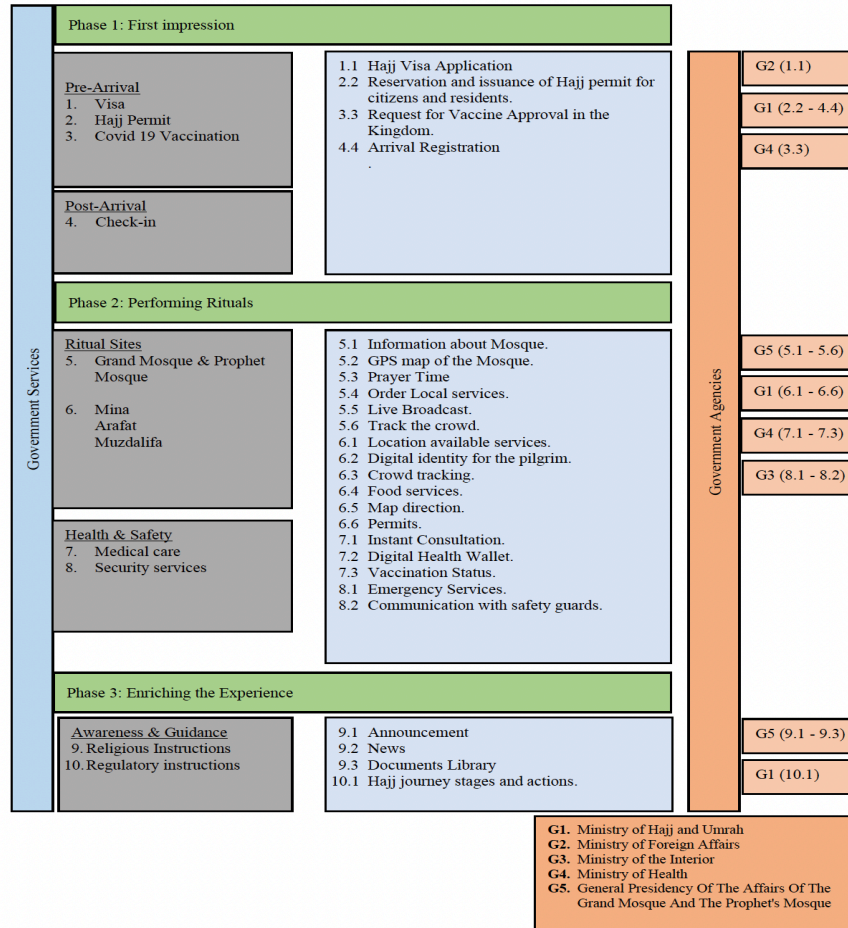 Government Services
Phase 1: First impression
Pre-Arrival
1. Visa
2. Hajj Permit
3. Covid 19 Vaccination
Post-Arrival
4. Check-in
1.1 Hajj Visa Application
2.2 Reservation and issuance of Hajj permit for
citizens and residents.
3.3 Request for Vaccine Approval in the
Kingdom.
4.4 Arrival Registration
.
Government Agencies
G2 (1.1)
G1 (2.2 - 4.4)
G4 (3.3)
Phase 2: Performing Rituals
Ritual Sites
5. Grand Mosque & Prophet
Mosque
6. Mina
Arafat
Muzdalifa
Health & Safety
7. Medical care
8. Security services
5.1 Information about Mosque.
5.2 GPS map of the Mosque.
5.3 Prayer Time
5.4 Order Local services.
5.5 Live Broadcast.
5.6 Track the crowd.
6.1 Location available services.
6.2 Digital identity for the pilgrim.
6.3 Crowd tracking.
6.4 Food services.
6.5 Map direction.
6.6 Permits.
7.1 Instant Consultation.
7.2 Digital Health Wallet.
7.3 Vaccination Status.
8.1 Emergency Services.
8.2 Communication with safety guards.
G5 (5.1 - 5.6)
G1 (6.1 - 6.6)
G4 (7.1 - 7.3)
G3 (8.1 - 8.2)
Phase 3: Enriching the Experience
Awareness & Guidance
9. Religious Instructions
10. Regulatory instructions
9.1 Announcement
9.2 News
9.3 Documents Library
10.1 Hajj journey stages and actions.
G5 (9.1 - 9.3)
G1 (10.1)
G1. Ministry of Hajj and Umrah
G2. Ministry of Foreign Affairs
G3. Ministry of the Interior
G4. Ministry of Health
G5. General Presidency Of The Affairs Of The
Grand Mosque And The Prophet's Mosque